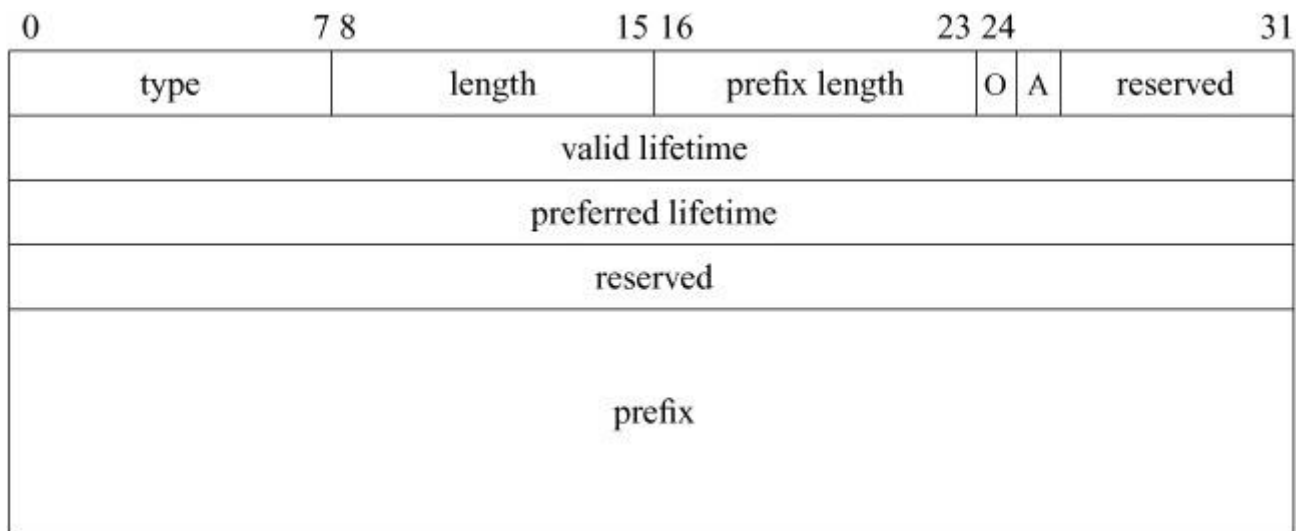 0 7 8 15 16 23 24 31
type length prefix length O A reserved
valid lifetime
preferred lifetime
reserved
prefix